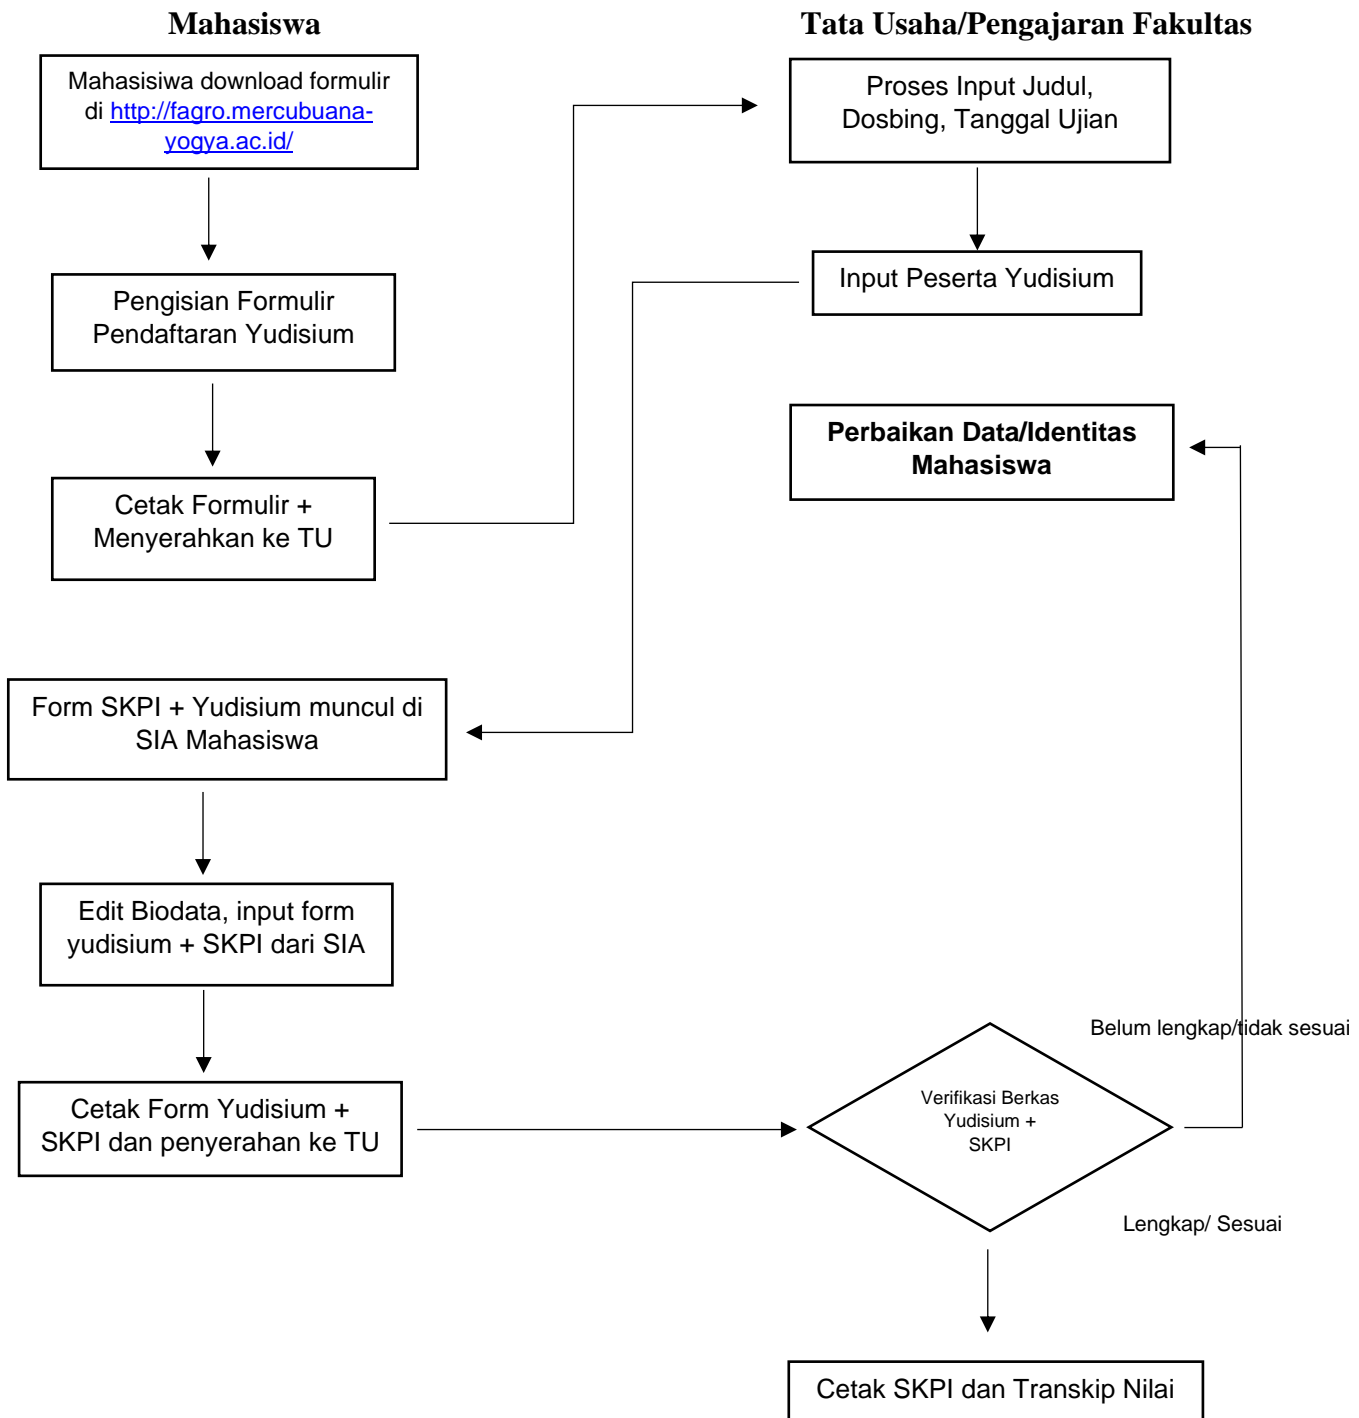 Mahasiswa
Tata Usaha/Pengajaran Fakultas
Mahasisiwa download formulir
di http://fagro.mercubuana-
yogya.ac.id/
Proses Input Judul,
Dosbing, Tanggal Ujian
Pengisian Formulir
Pendaftaran Yudisium
Input Peserta Yudisium
Cetak Formulir +
Menyerahkan ke TU
Perbaikan Data/Identitas
Mahasiswa
Form SKPI + Yudisium muncul di
SIA Mahasiswa
Edit Biodata, input form
yudisium + SKPI dari SIA
Cetak Form Yudisium +
SKPI dan penyerahan ke TU
Verifikasi Berkas
Yudisium +
SKPI
Belum lengkap/tidak sesuai
Lengkap/ Sesuai
Cetak SKPI dan Transkip Nilai